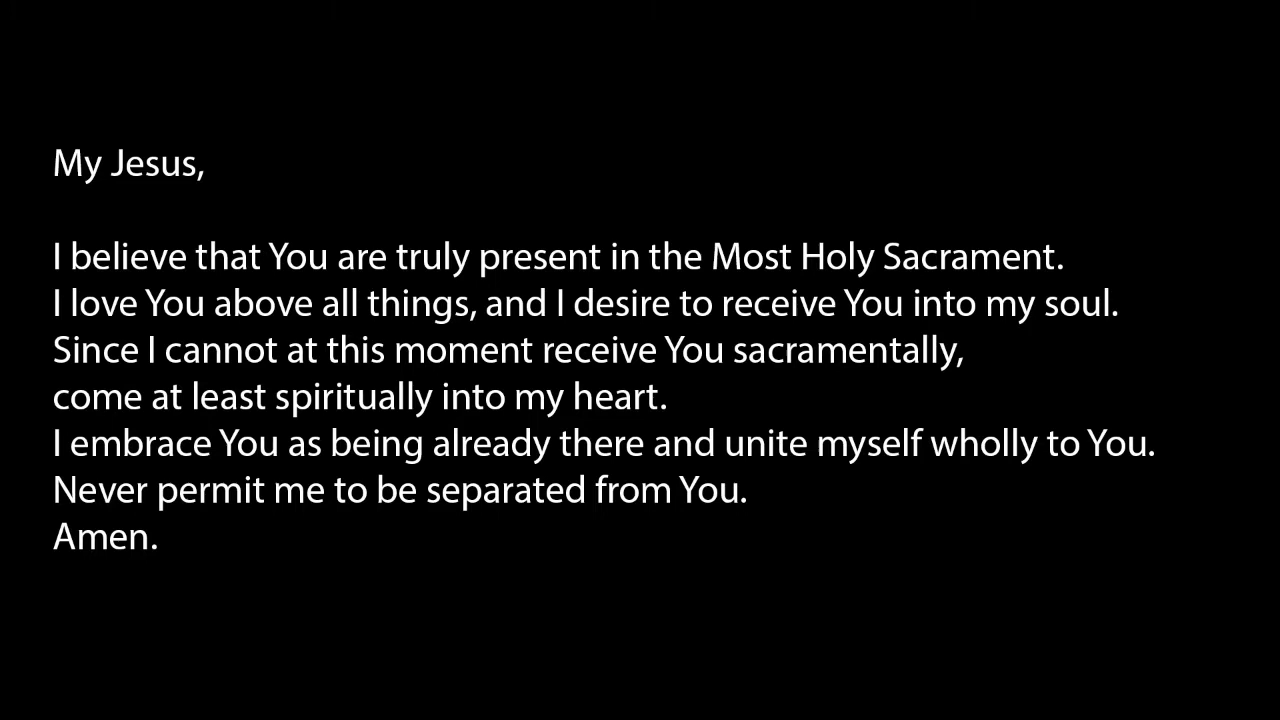 My Jesus,
I believe that You are truly present in the Most Holy Sacrament.
I love You above all things, and I desire to receive You into my soul.
Since I cannot at this moment receive You sacramentally,
come at least spiritually into my heart.
I embrace You as being already there and unite myself wholly to You.
Never permit me to be separated from You.
Amen.